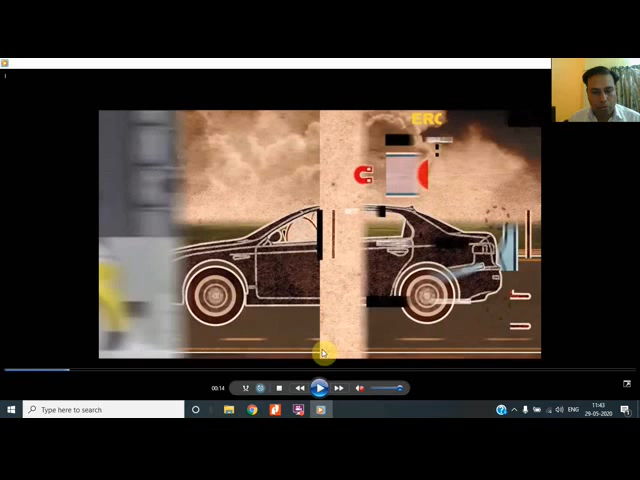 ERC
00:14
Type here to search
ENG
11:43
29-05-2020